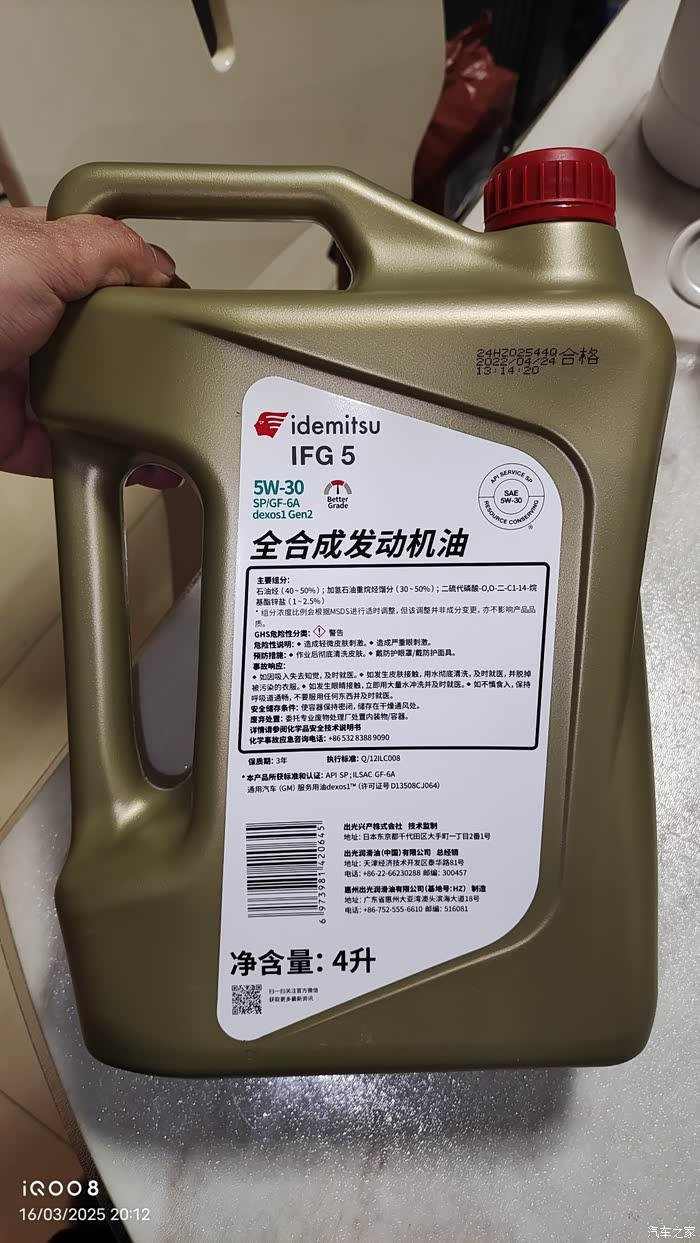 24HZ025440
2022/04/24 合格
13:14:20
idemitsu
IFG 5
5W-30
SP/GF-6A
dexos1 Gen2
Better
Grade
API SERVICE SP
SAE
5W-30
RESOURCE CONSERVING
全合成发动机油
主要组分：
石油烃（40~50%）；加氢石油重烷烃馏分（30~50%）；二硫代磷酸-O,O-二-C1-14-烷
基酯锌盐（1~2.5%）
* 组分浓度比例会根据MSDS进行适时调整，但该调整并非成分变更，亦不影响产品品
质。
GHS危险性分类： 警告
危险性说明：◆ 造成轻微皮肤刺激。◆ 造成严重眼刺激。
预防措施：◆ 作业后彻底清洗皮肤。◆ 戴防护眼罩/戴防护面具。
事故响应：
◆ 如因吸入失去知觉，及时就医。◆ 如发生皮肤接触，用水彻底清洗，及时就医，并脱掉
被污染的衣服。◆ 如发生眼睛接触，立即用大量水冲洗并及时就医。◆ 如不慎食入，保持
呼吸道通畅，不要服用任何东西并及时就医。
安全储存条件：使容器保持密闭，储存在干燥通风处。
废弃处置：委托专业废物处理厂处置内装物/容器。
详情请参阅化学品安全技术说明书
化学事故应急咨询电话：+86 532 8388 9090
保质期：3年 执行标准：Q/12ILC008
* 本产品所获标准和认证：API SP；ILSAC GF-6A
通用汽车（GM）服务用油dexos1™（许可证号 D13508CJ064）
6 973981 420645
出光兴产株式会社 技术监制
地址：日本东京都千代田区大手町一丁目2番1号
出光润滑油（中国）有限公司 总经销
地址：天津经济技术开发区泰华路81号
电话：+86-22-66230288 邮编：300457
惠州出光润滑油有限公司（基地号：HZ） 制造
地址：广东省惠州大亚湾澳头滨海大道18号
电话：+86-752-555-6610 邮编：516081
净含量：4升
扫一扫关注官方微信
获取更多最新资讯
iQOO 8
16/03/2025 20:12
汽车之家